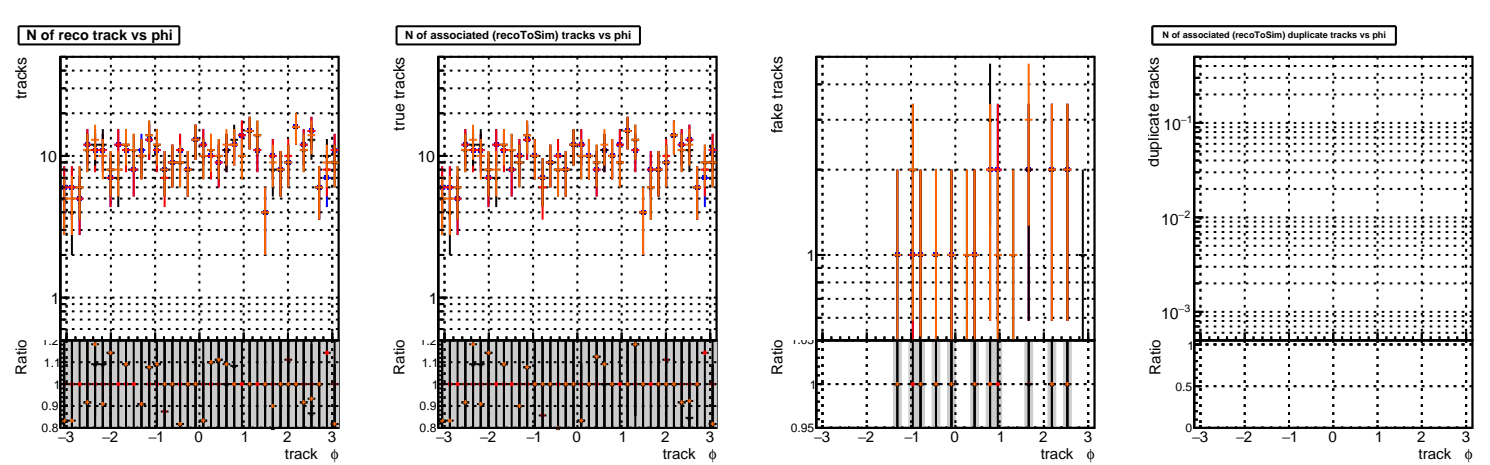 N of reco track vs phi
tracks
10
1
Ratio
1.2
1.1
1
0.9
0.8
−3 −2 −1 0 1 2 3
track φ
N of associated (recoToSim) tracks vs phi
true tracks
10
1
Ratio
1.2
1.1
1
0.9
0.8
−3 −2 −1 0 1 2 3
track φ
fake tracks
1
Ratio
1.05
1
0.95
−3 −2 −1 0 1 2 3
track φ
N of associated (recoToSim) duplicate tracks vs phi
duplicate tracks
10−1
10−2
10−3
Ratio
1
0.5
0
−3 −2 −1 0 1 2 3
track φ